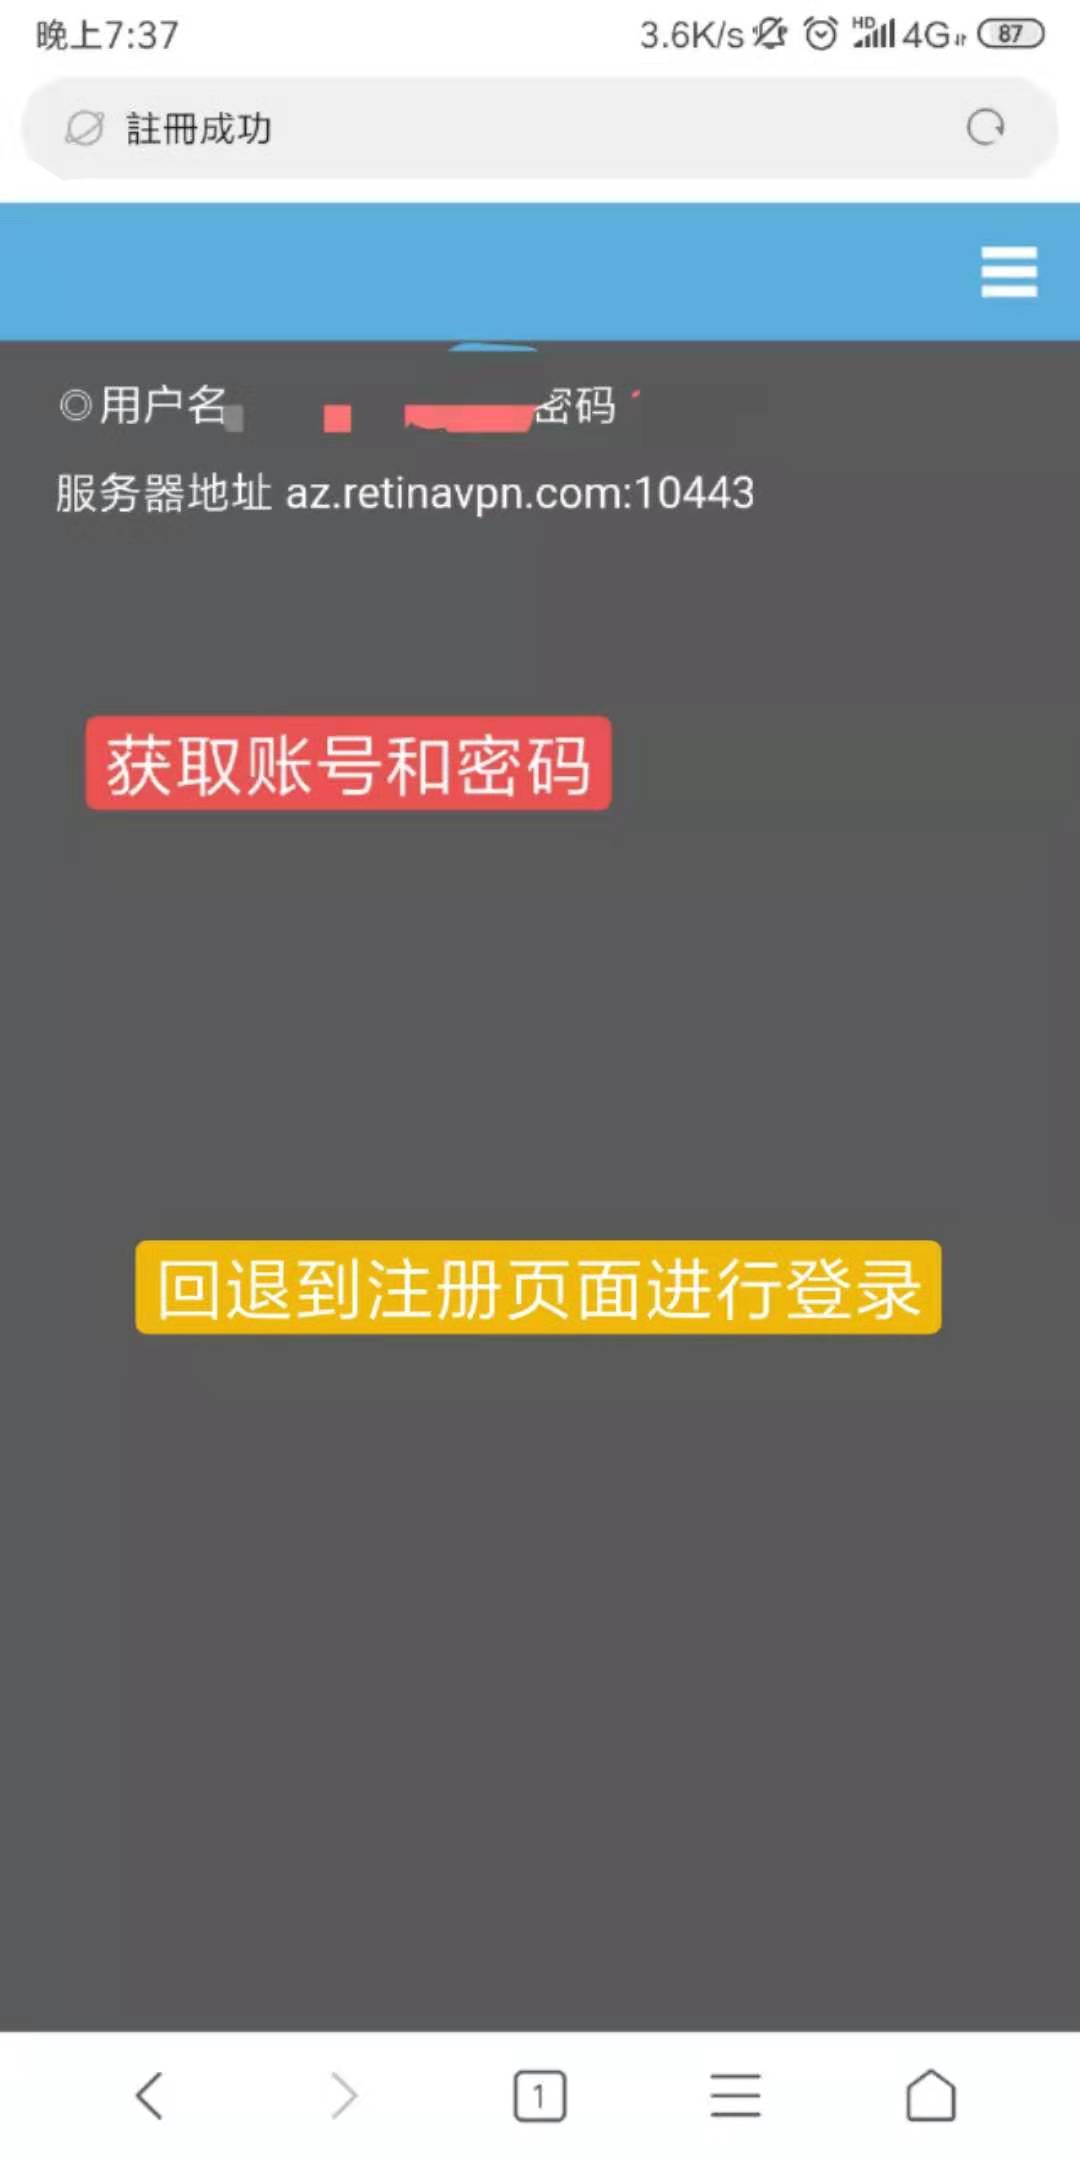 晚上7:37 3.6K/s HD 4G 87
註冊成功
◎用户名 密码
服务器地址 az.retinavpn.com:10443
获取账号和密码
回退到注册页面进行登录
1